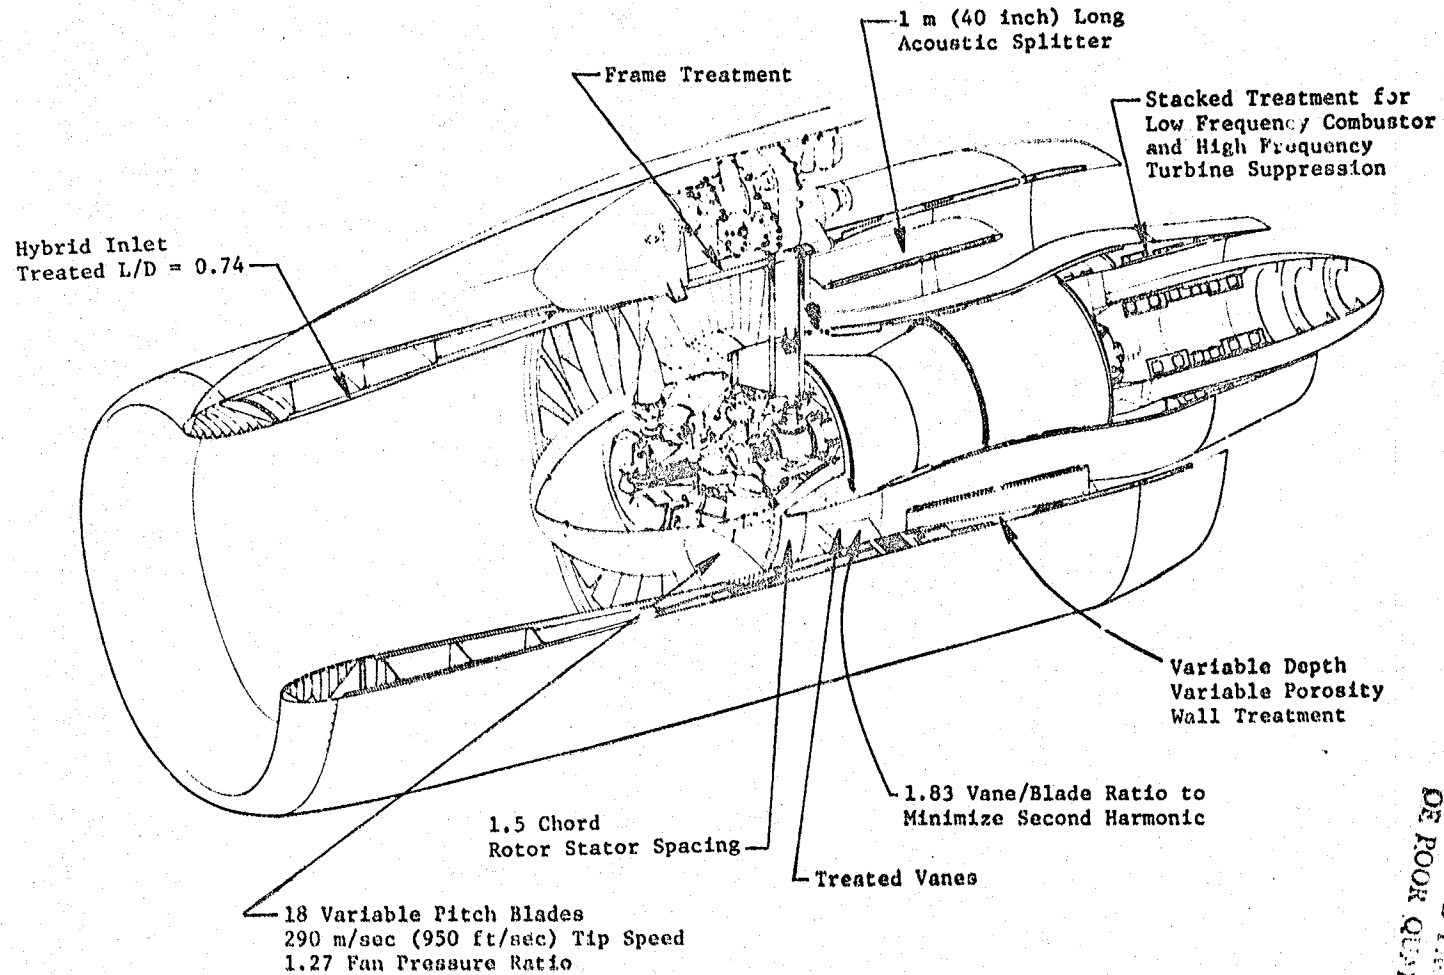 1 m (40 inch) Long
Acoustic Splitter
Frame Treatment
Stacked Treatment for
Low Frequency Combustor
and High Frequency
Turbine Suppression
Hybrid Inlet
Treated L/D = 0.74
Variable Depth
Variable Porosity
Wall Treatment
1.83 Vane/Blade Ratio to
Minimize Second Harmonic
1.5 Chord
Rotor Stator Spacing
Treated Vanes
18 Variable Pitch Blades
290 m/sec (950 ft/sec) Tip Speed
1.27 Fan Pressure Ratio
POOR